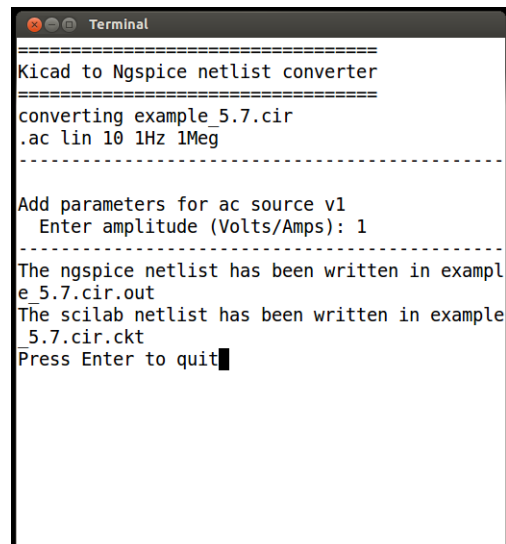 Terminal
==================================
Kicad to Ngspice netlist converter
==================================
converting example_5.7.cir
.ac lin 10 1Hz 1Meg
----------------------------------------------
Add parameters for ac source v1
  Enter amplitude (Volts/Amps): 1
----------------------------------------------
The ngspice netlist has been written in exampl
e_5.7.cir.out
The scilab netlist has been written in example
_5.7.cir.ckt
Press Enter to quit